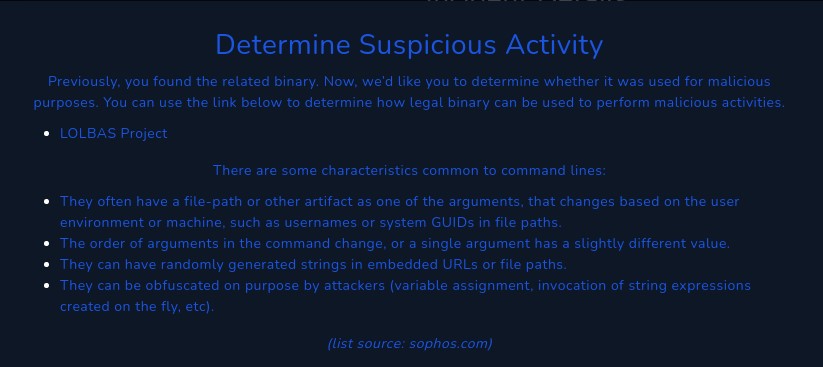 Determine Suspicious Activity
Previously, you found the related binary. Now, we'd like you to determine whether it was used for malicious
purposes. You can use the link below to determine how legal binary can be used to perform malicious activities.
LOLBAS Project
There are some characteristics common to command lines:
They often have a file-path or other artifact as one of the arguments, that changes based on the user
environment or machine, such as usernames or system GUIDs in file paths.
The order of arguments in the command change, or a single argument has a slightly different value.
They can have randomly generated strings in embedded URLs or file paths.
They can be obfuscated on purpose by attackers (variable assignment, invocation of string expressions
created on the fly, etc).
(list source: sophos.com)